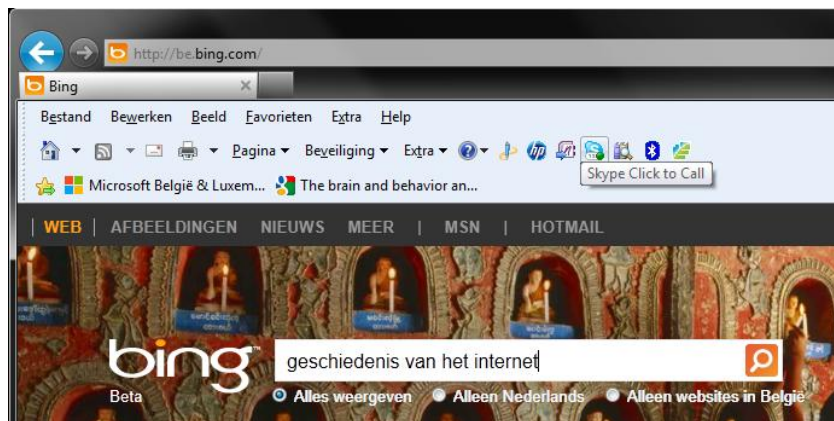 http://be.bing.com/
Bing
Bestand Bewerken Beeld Favorieten Extra Help
Pagina Beveiliging Extra
Skype Click to Call
Microsoft België & Luxem... The brain and behavior an...
| WEB | AFBEELDINGEN NIEUWS MEER | MSN | HOTMAIL
bing™ geschiedenis van het internet
Beta Alles weergeven Alleen Nederlands Alleen websites in België